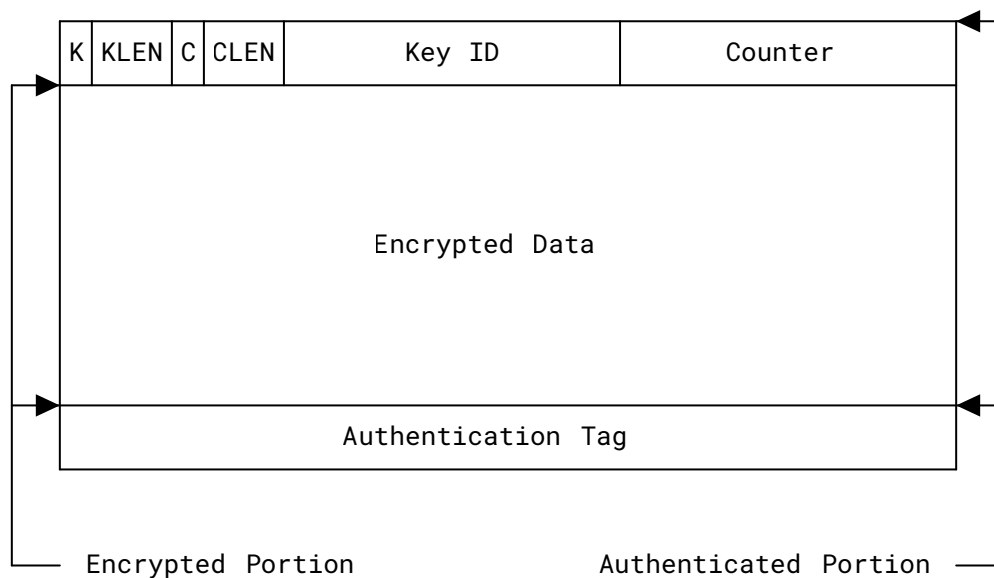 K KLEN C CLEN Key ID Counter
Encrypted Data
Authentication Tag
Encrypted Portion Authenticated Portion